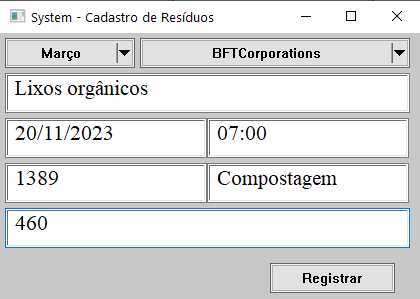 System - Cadastro de Resíduos
Março BFTCorporations
Lixos orgânicos
20/11/2023 07:00
1389 Compostagem
460
Registrar